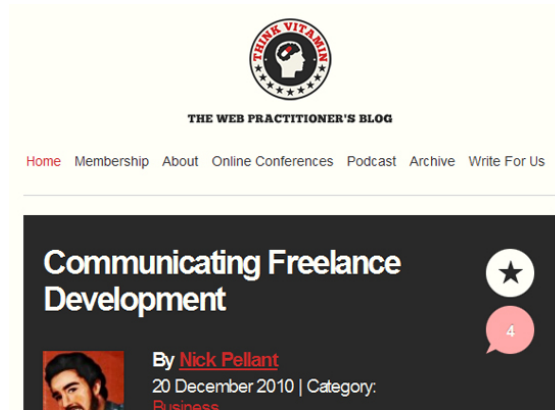 THINK VITAMIN
THE WEB PRACTITIONER'S BLOG
Home Membership About Online Conferences Podcast Archive Write For Us
Communicating Freelance
Development
4
By Nick Pellant
20 December 2010 | Category:
Business